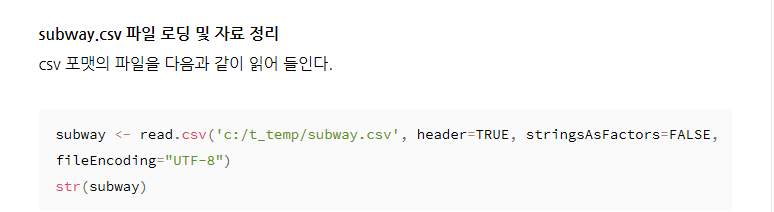 subway.csv 파일 로딩 및 자료 정리
csv 포맷의 파일을 다음과 같이 읽어 들인다.
subway <- read.csv('c:/t_temp/subway.csv', header=TRUE, stringsAsFactors=FALSE,
fileEncoding="UTF-8")
str(subway)